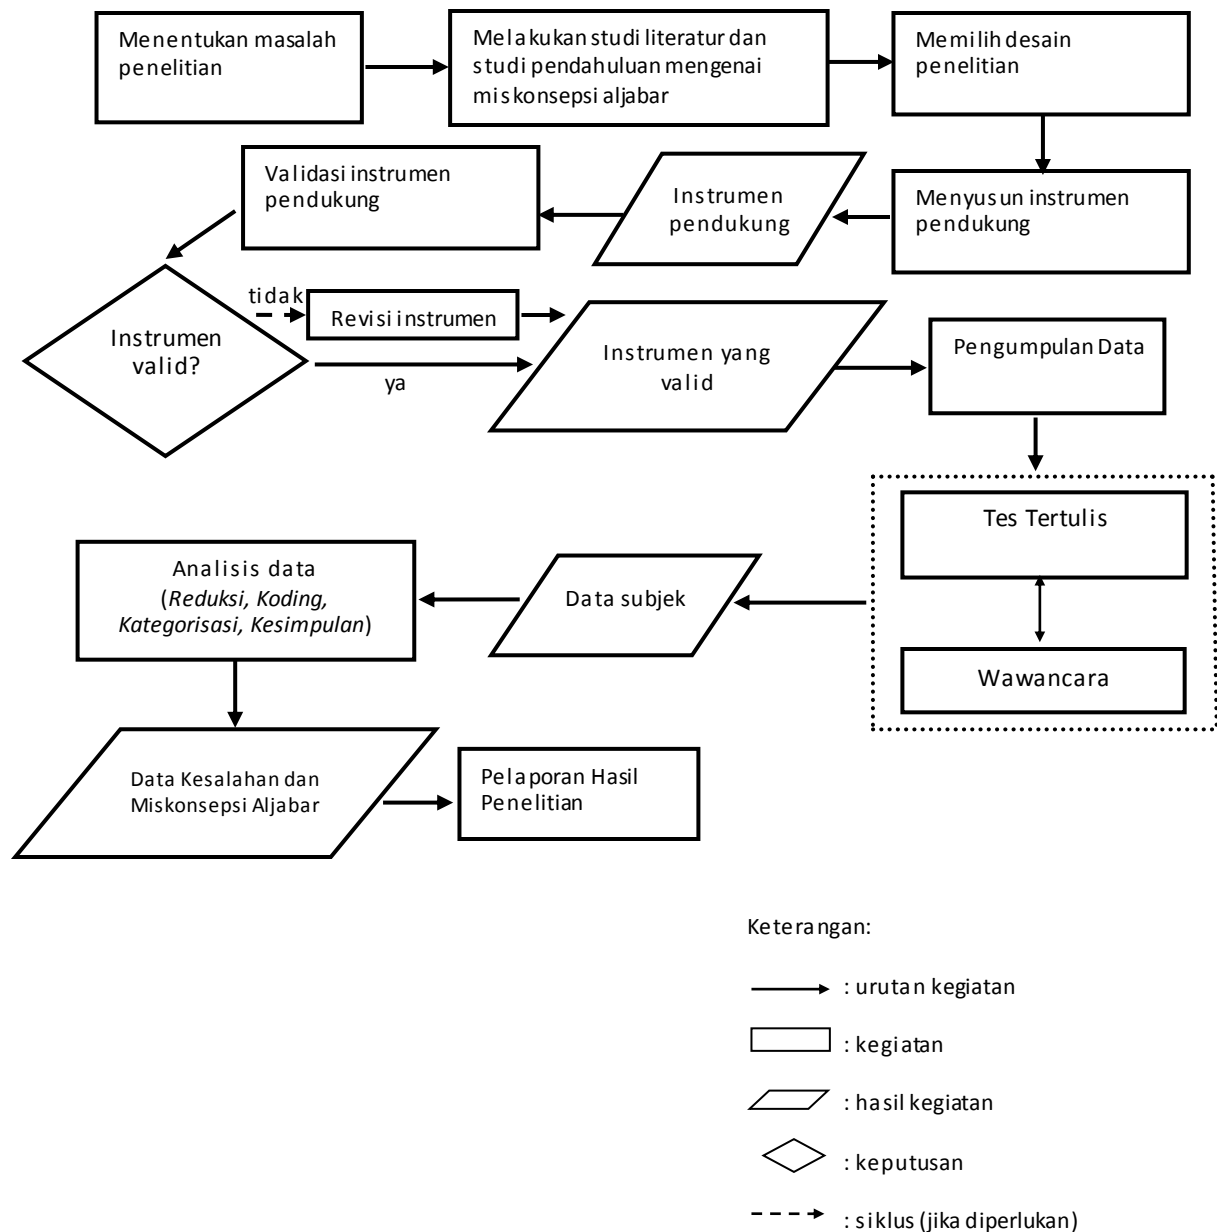 Menentukan masalah
penelitian
Melakukan studi literatur dan
studi pendahuluan mengenai
miskonsepsi aljabar
Memilih desain
penelitian
Menyusun instrumen
pendukung
Instrumen
pendukung
Validasi instrumen
pendukung
Instrumen
valid?
tidak
Revisi instrumen
ya
Instrumen yang
valid
Pengumpulan Data
Tes Tertulis
Wawancara
Data subjek
Analisis data
(Reduksi, Koding,
Kategorisasi, Kesimpulan)
Data Kesalahan dan
Miskonsepsi Aljabar
Pelaporan Hasil
Penelitian
Keterangan:
: urutan kegiatan
: kegiatan
: hasil kegiatan
: keputusan
: siklus (jika diperlukan)